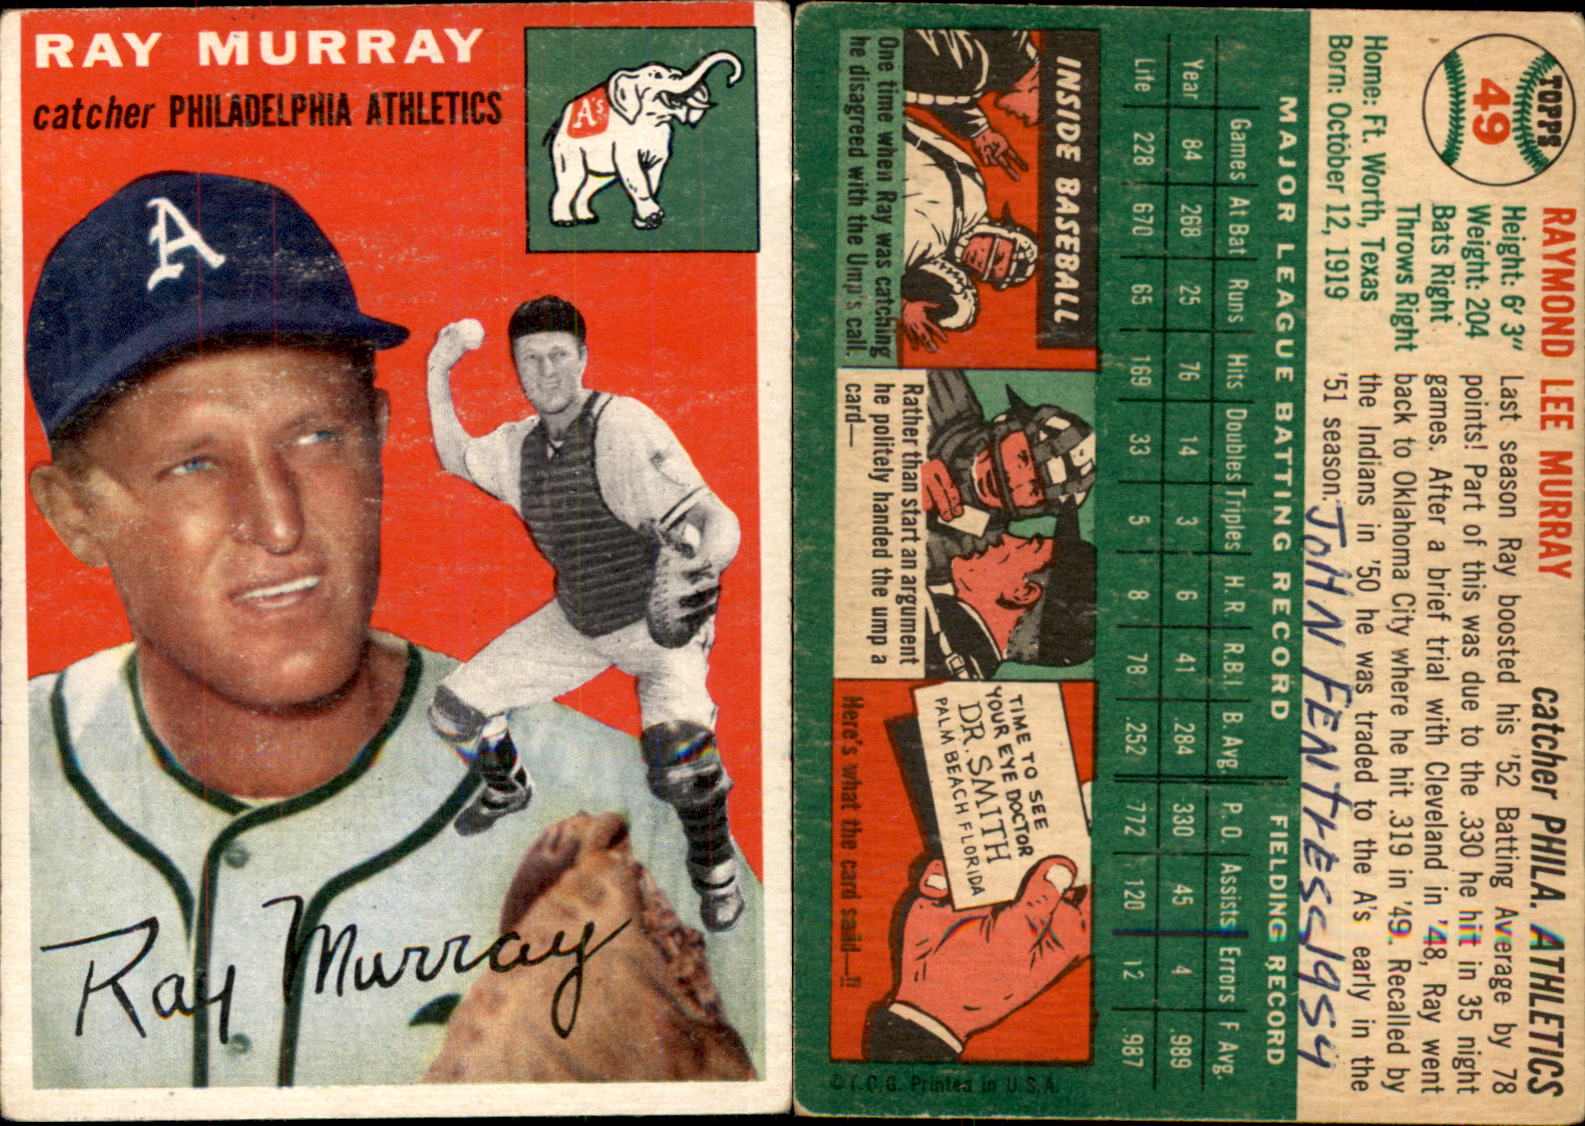 RAY MURRAY
catcher PHILADELPHIA ATHLETICS
A's
A
Ray Murray
TOPPS
49
RAYMOND LEE MURRAY
catcher PHILA. ATHLETICS
Height: 6' 3"
Weight: 204
Bats Right
Throws Right
Home: Ft. Worth, Texas
Born: October 12, 1919
Last season Ray boosted his '52 Batting Average by 78
points! Part of this was due to the .330 he hit in 35 night
games. After a brief trial with Cleveland in '48, Ray went
back to Oklahoma City where he hit .319 in '49. Recalled by
the Indians in '50 he was traded to the A's early in the
'51 season.
JOHN FENTRESS 1954
MAJOR LEAGUE BATTING RECORD FIELDING RECORD
Games At Bat Runs Hits Doubles Triples H. R. R.B.I. B. Avg. P. O. Assists Errors F Avg.
Year 84 268 25 76 14 3 6 41 .284 330 45 4 .989
Life 228 670 65 169 33 5 8 78 .252 772 120 12 .987
INSIDE BASEBALL
One time when Ray was catching
he disagreed with the Ump's call.
Rather than start an argument
he politely handed the ump a
card—
TIME TO SEE
YOUR EYE DOCTOR
DR. SMITH
PALM BEACH FLORIDA
Here's what the card said—!!
© T.C.G. Printed in U.S.A.